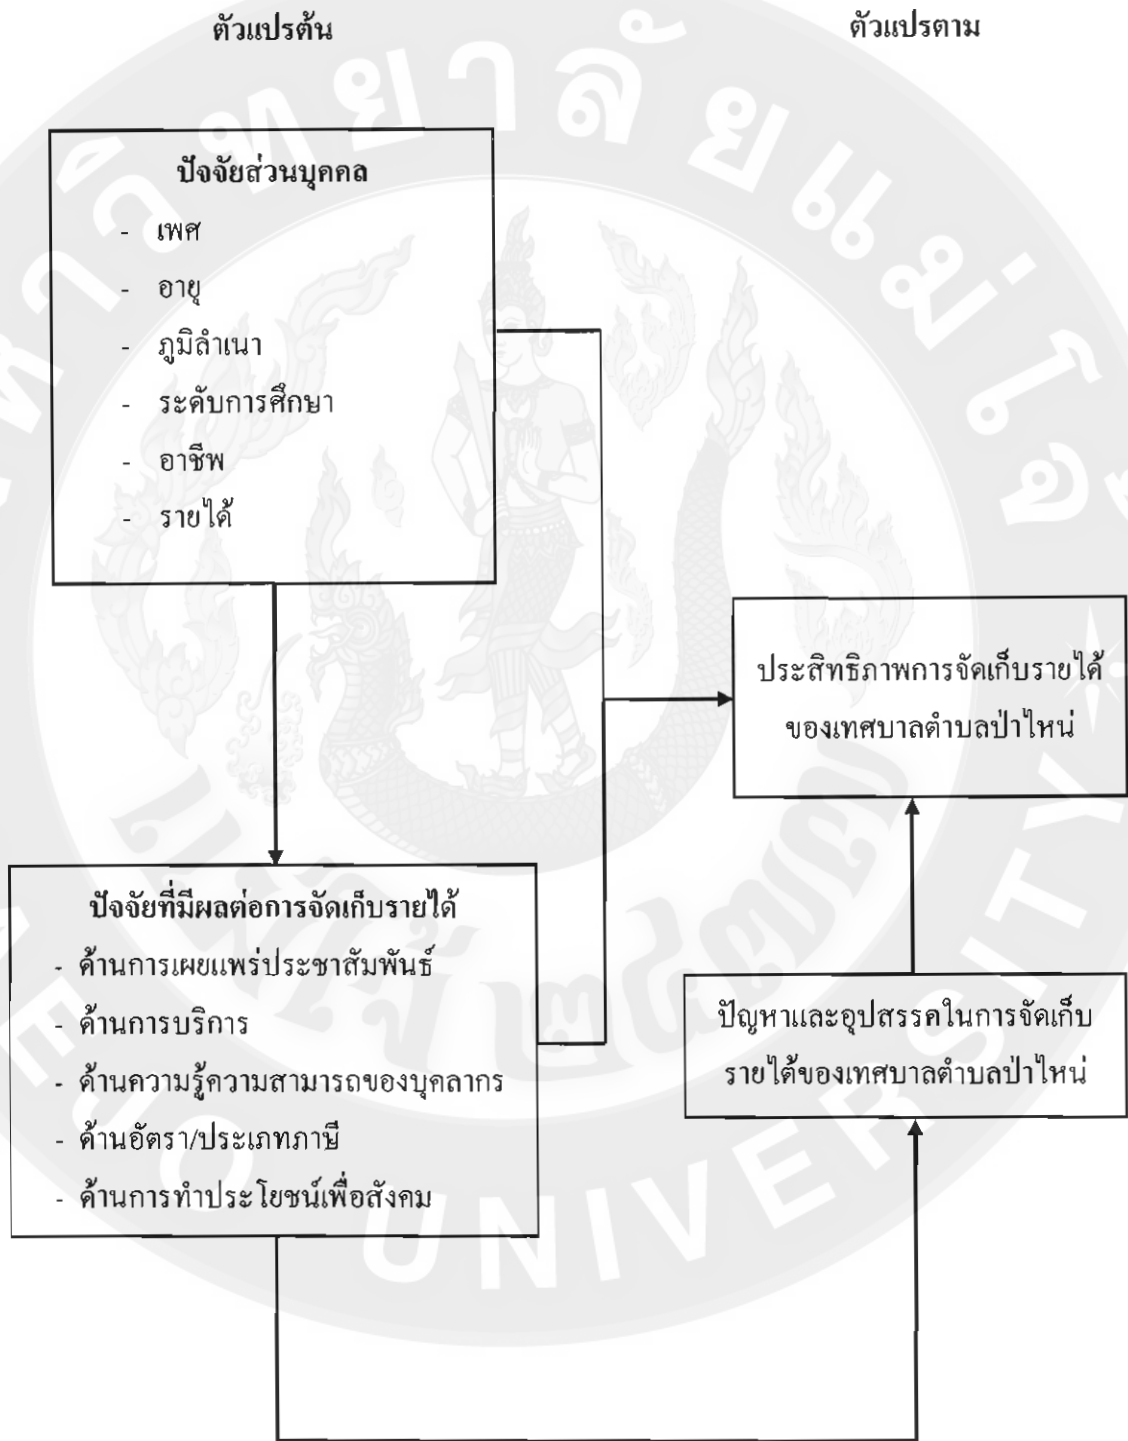 ตัวแปรต้น
ตัวแปรตาม
ปัจจัยส่วนบุคคล
- เพศ
- อายุ
- ภูมิลำเนา
- ระดับการศึกษา
- อาชีพ
- รายได้
ประสิทธิภาพการจัดเก็บรายได้
ของเทศบาลตำบลป่าไหน่
ปัจจัยที่มีผลต่อการจัดเก็บรายได้
- ด้านการเผยแพร่ประชาสัมพันธ์
- ด้านการบริการ
- ด้านความรู้ความสามารถของบุคลากร
- ด้านอัตรา/ประเภทภาษี
- ด้านการทำประโยชน์เพื่อสังคม
ปัญหาและอุปสรรคในการจัดเก็บ
รายได้ของเทศบาลตำบลป่าไหน่
มหาวิทยาลัยแม่โจ้
UNIVERSITY